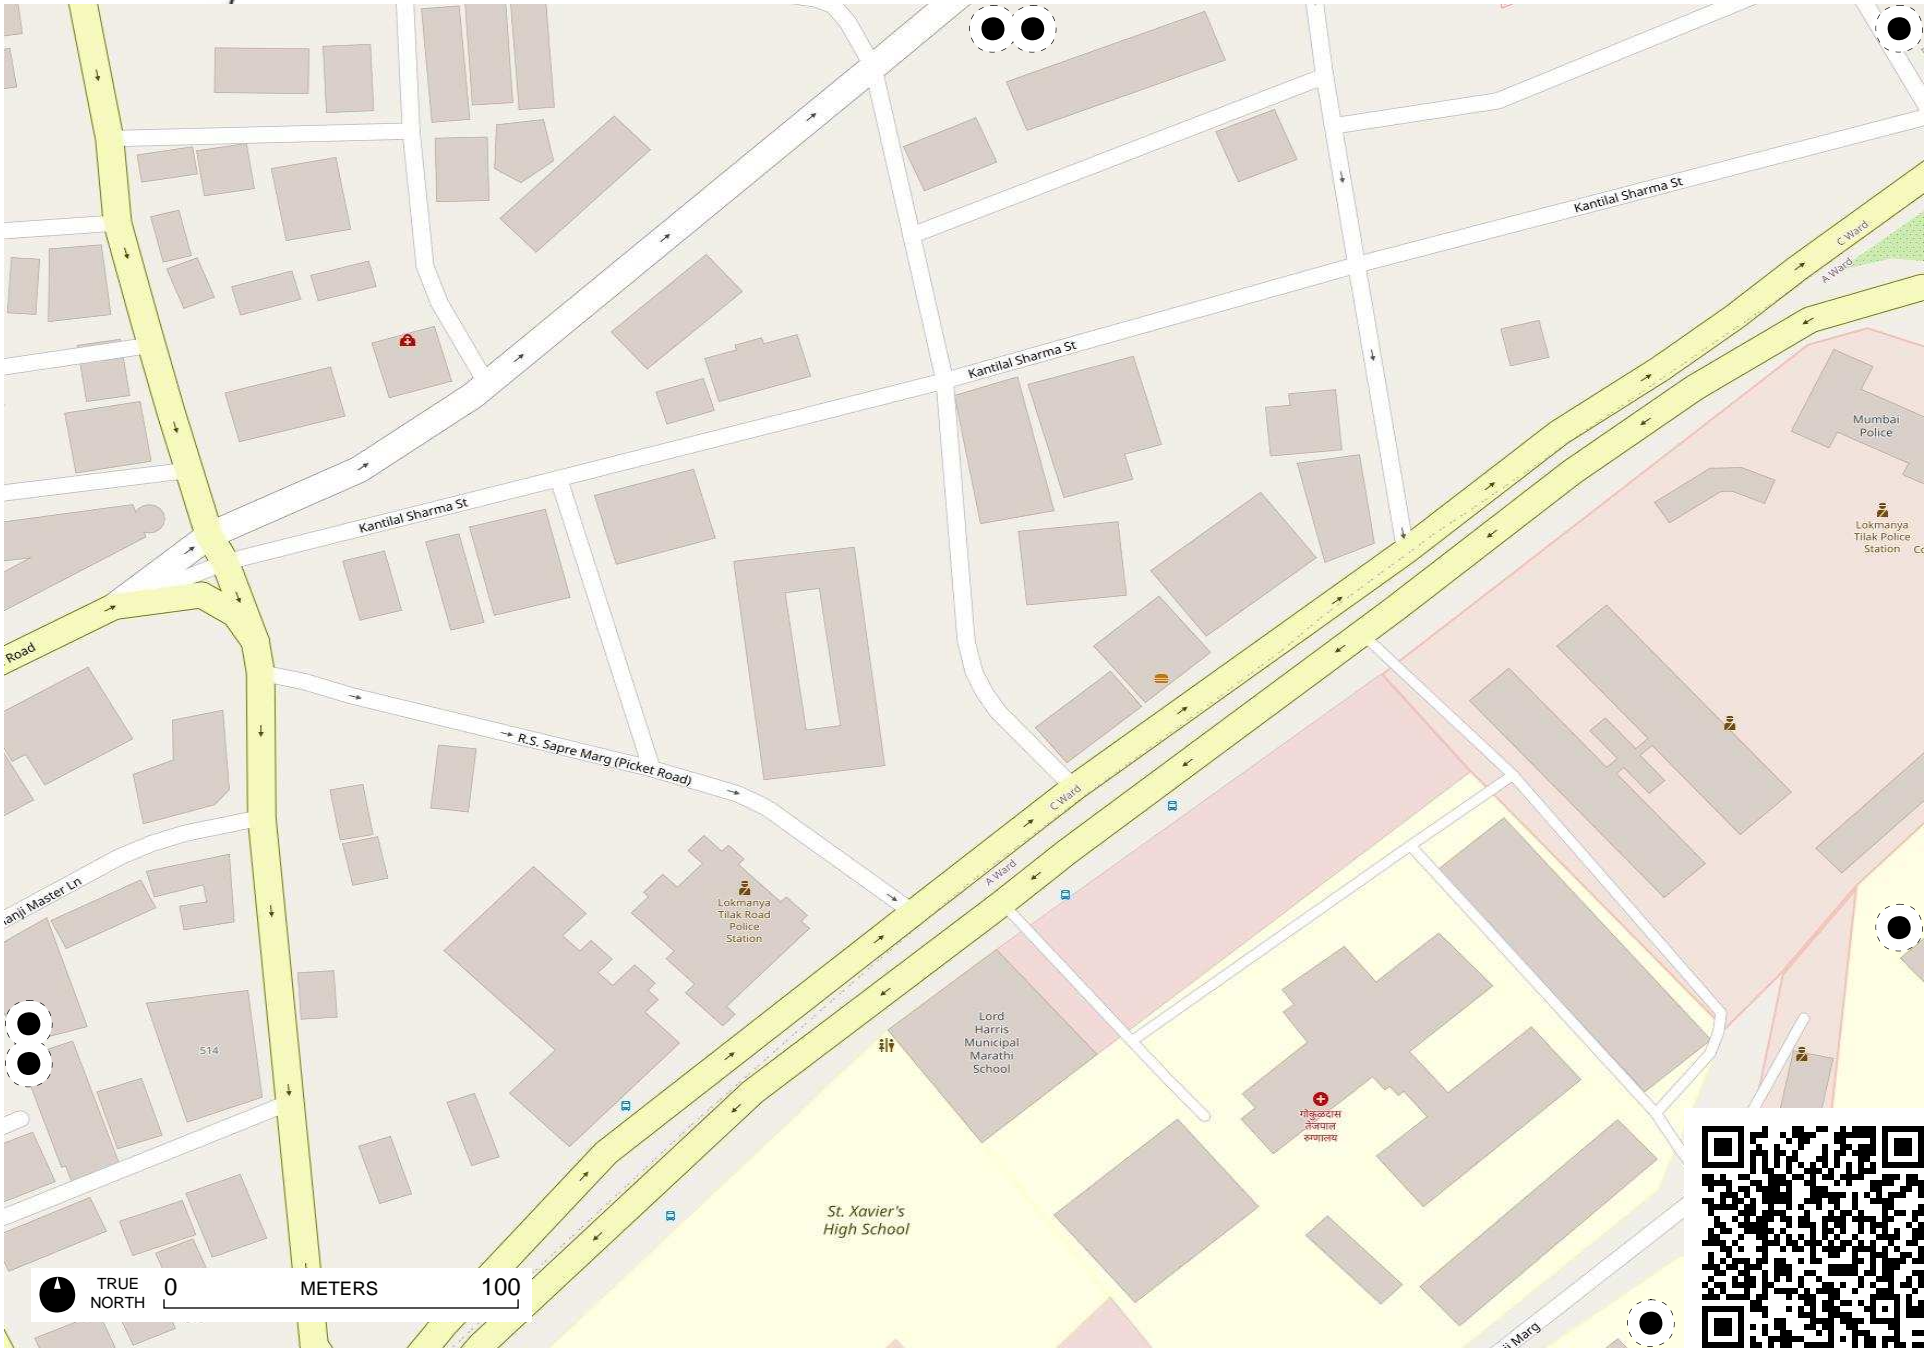 Kantilal Sharma St
C Ward
A Ward
Kantilal Sharma St
Mumbai
Police
Kantilal Sharma St
Lokmanya
Tilak Police
Station
Road
R.S. Sapre Marg (Picket Road)
C Ward
A Ward
Master Ln
Lokmanya
Tilak Road
Police
Station
514
Lord
Harris
Municipal
Marathi
School
गोकुळदास
तेजपाल
रुग्णालय
St. Xavier's
High School
TRUE
NORTH
0 METERS 100
Marg